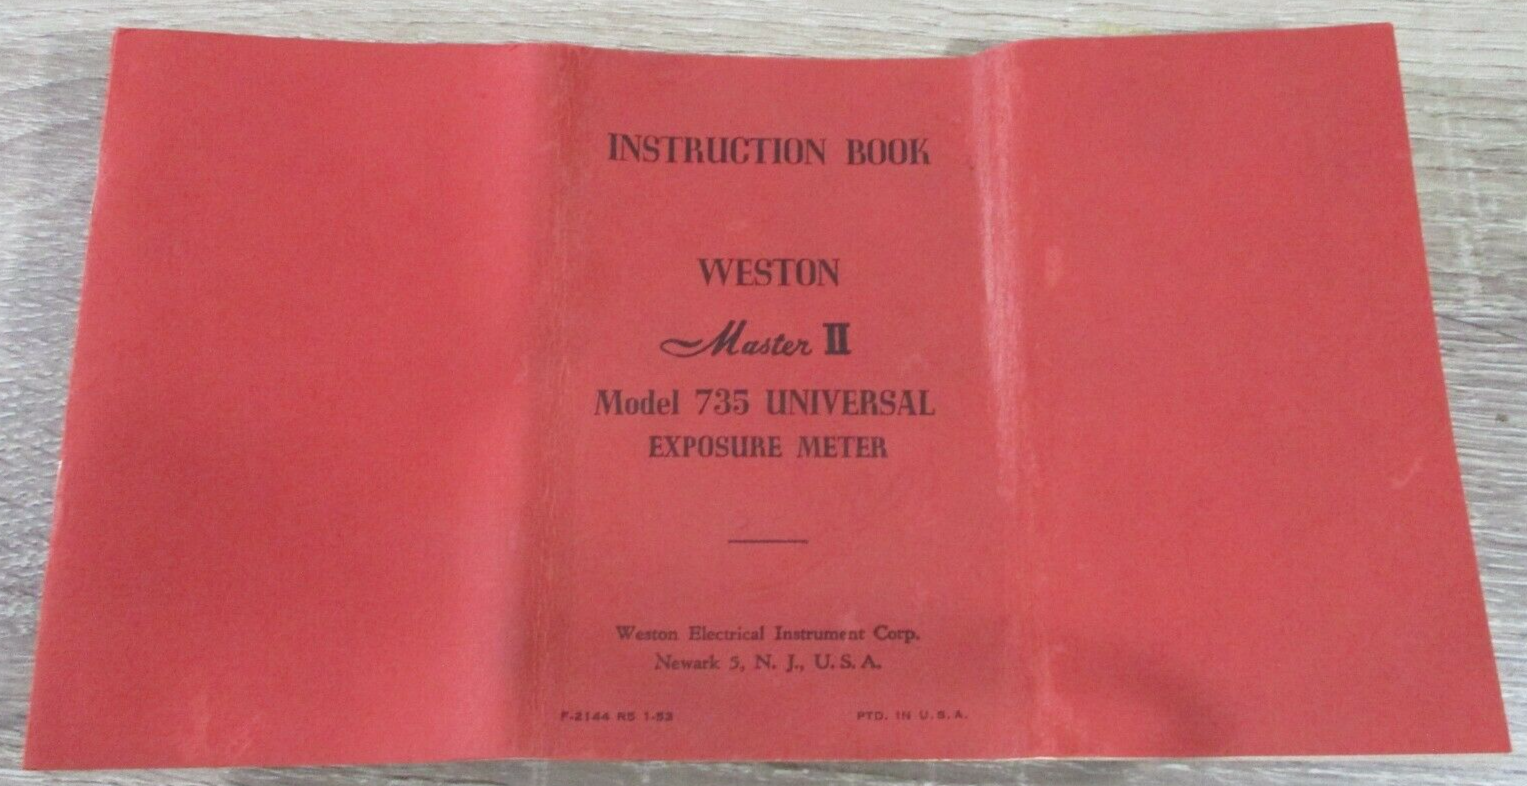 INSTRUCTION BOOK
WESTON
Master II
Model 735 UNIVERSAL
EXPOSURE METER
Weston Electrical Instrument Corp.
Newark 5, N. J., U. S. A.
F-2144 R5 1-53 PTD. IN U. S. A.